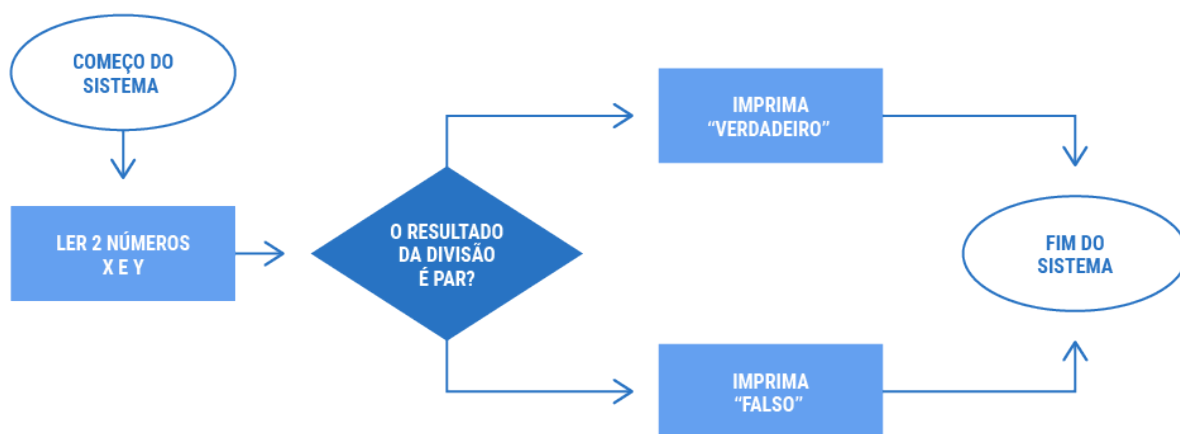 COMEÇO DO
SISTEMA
LER 2 NÚMEROS
X E Y
O RESULTADO
DA DIVISÃO
É PAR?
IMPRIMA
“VERDADEIRO”
IMPRIMA
“FALSO”
FIM DO
SISTEMA